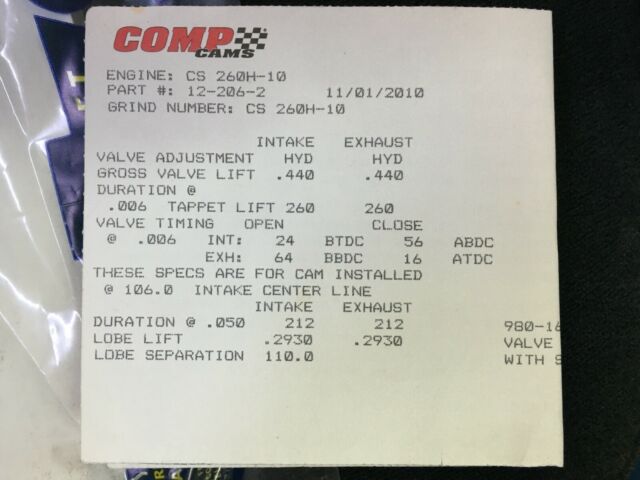 COMP
CAMS
ENGINE: CS 260H-10
PART #: 12-206-2 11/01/2010
GRIND NUMBER: CS 260H-10
INTAKE EXHAUST
VALVE ADJUSTMENT HYD HYD
GROSS VALVE LIFT .440 .440
DURATION @
.006 TAPPET LIFT 260 260
VALVE TIMING OPEN CLOSE
@ .006 INT: 24 BTDC 56 ABDC
EXH: 64 BBDC 16 ATDC
THESE SPECS ARE FOR CAM INSTALLED
@ 106.0 INTAKE CENTER LINE
INTAKE EXHAUST
DURATION @ .050 212 212 980-16
LOBE LIFT .2930 .2930 VALVE
LOBE SEPARATION 110.0 WITH